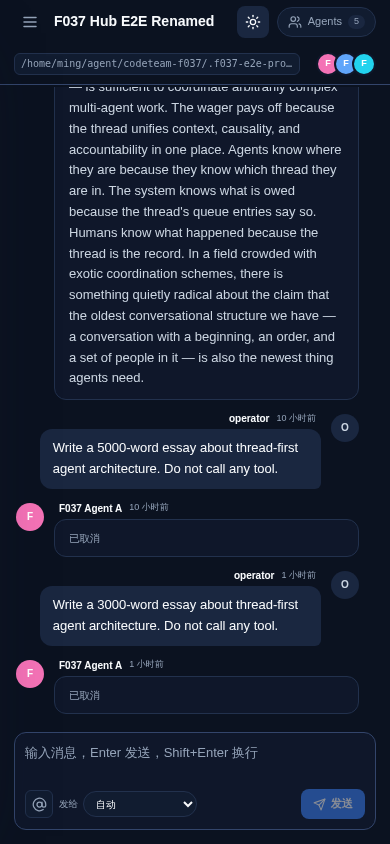 F037 Hub E2E Renamed
Agents 5
/home/ming/agent/codeteam-f037/.f037-e2e-pro…
F F F
— is sufficient to coordinate arbitrarily complex
multi-agent work. The wager pays off because
the thread unifies context, causality, and
accountability in one place. Agents know where
they are because they know which thread they
are in. The system knows what is owed
because the thread's queue entries say so.
Humans know what happened because the
thread is the record. In a field crowded with
exotic coordination schemes, there is
something quietly radical about the claim that
the oldest conversational structure we have —
a conversation with a beginning, an order, and
a set of people in it — is also the newest thing
agents need.
operator 10 小时前
O
Write a 5000-word essay about thread-first
agent architecture. Do not call any tool.
F
F037 Agent A 10 小时前
已取消
operator 1 小时前
O
Write a 3000-word essay about thread-first
agent architecture. Do not call any tool.
F
F037 Agent A 1 小时前
已取消
输入消息，Enter 发送，Shift+Enter 换行
发给 自动 发送